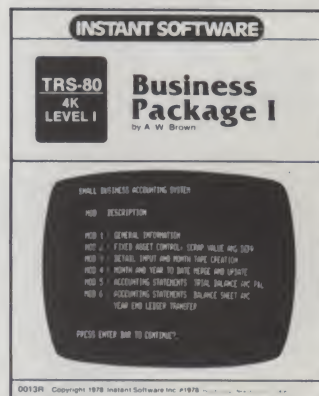 INSTANT SOFTWARE
TRS-80
4K
LEVEL I
Business
Package I
by A W Brown
SMALL BUSINESS ACCOUNTING SYSTEM
MOD DESCRIPTION
MOD 1 : GENERAL INFORMATION
MOD 2 : FIXED ASSET CONTROL: SCRAP VALUE AND
MOD 3 : DETAIL INPUT AND MONTH TAPE CREATION
MOD 4 : MONTH AND YEAR TO DATE MERGE AND UPDATE
MOD 5 : ACCOUNTING STATEMENTS TRIAL BALANCE AND P&L
MOD 6 : ACCOUNTING STATEMENTS BALANCE SHEET AND
YEAR END LEDGER TRANSFER
PRESS ENTER BAR TO CONTINUE?_
0013R Copyright 1978 Instant Software Inc